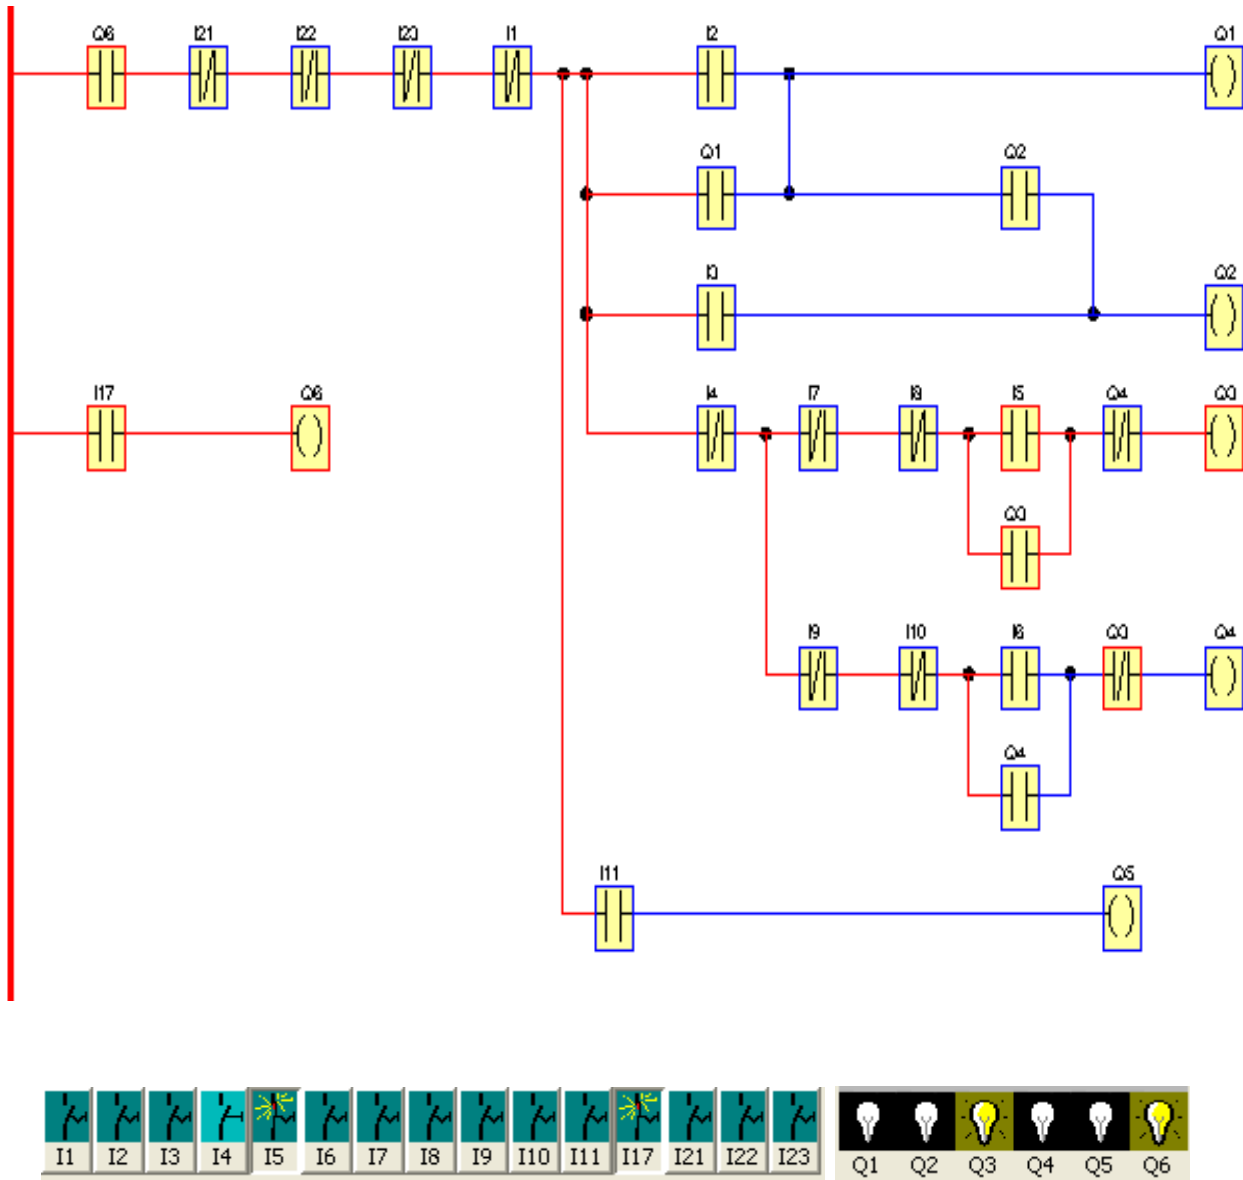 Q6 I21 I22 I23 I1 I2 Q1
Q1 Q2
I3 Q2
I17 Q6 I4 I7 I8 I5 Q4 Q3
Q3
I9 I10 I6 Q3 Q4
Q4
I11 Q5
I1 I2 I3 I4 I5 I6 I7 I8 I9 I10 I11 I17 I21 I22 I23 Q1 Q2 Q3 Q4 Q5 Q6